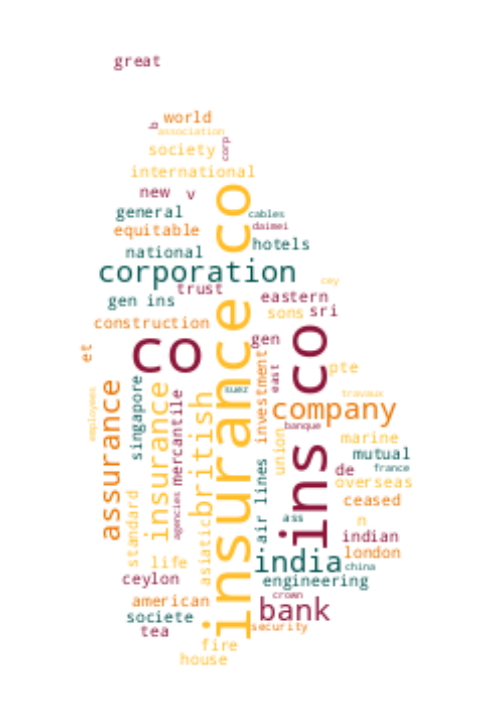 great
world
b
association
society
corp
international
new
v
co
general
cables
equitable
daimei
national
hotels
corporation
trust
cey
gen ins
eastern
sons
sri
insurance
construction
co
gen
ins co
et
pte
employees
assurance
singapore
insurance
mercantile
british
suez
investment
east
travaux
company
banque
union
marine
mutual
de
france
overseas
standard
agencies
asiatic
air lines
ceased
ass
n
indian
london
life
india
china
ceylon
engineering
american
crown
bank
societe
tea
security
fire
house